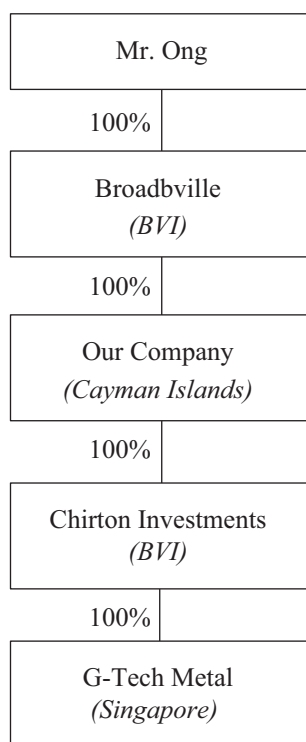 Mr. Ong
100%
Broadbville
(BVI)
100%
Our Company
(Cayman Islands)
100%
Chirton Investments
(BVI)
100%
G-Tech Metal
(Singapore)